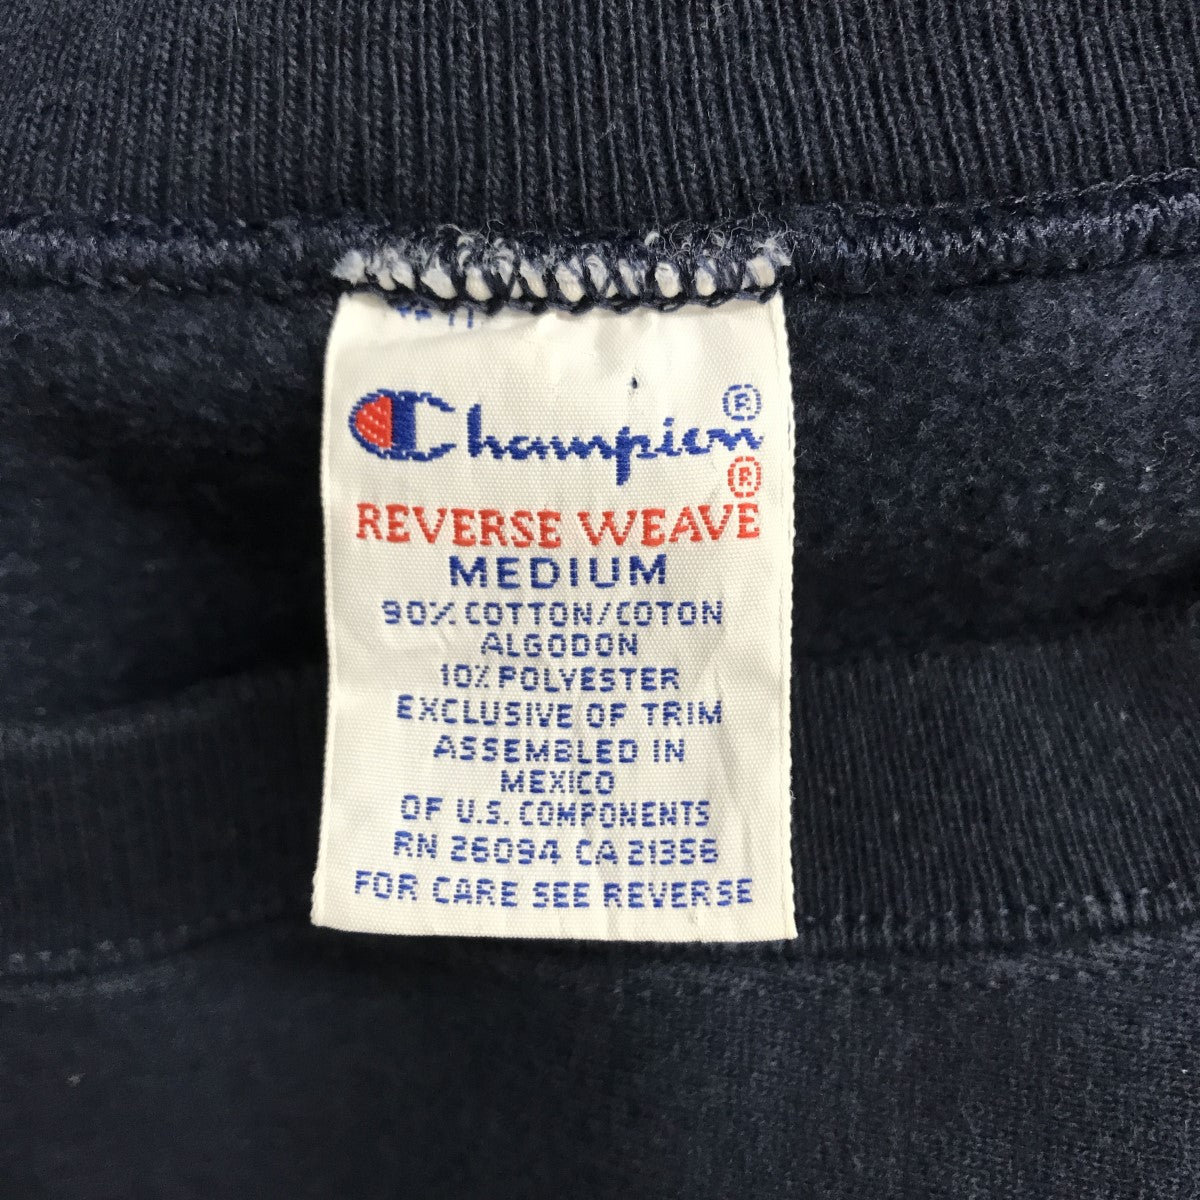 Champion®
REVERSE WEAVE®
MEDIUM
90% COTTON/COTON
ALGODON
10% POLYESTER
EXCLUSIVE OF TRIM
ASSEMBLED IN
MEXICO
OF U.S. COMPONENTS
RN 26094 CA 21356
FOR CARE SEE REVERSE